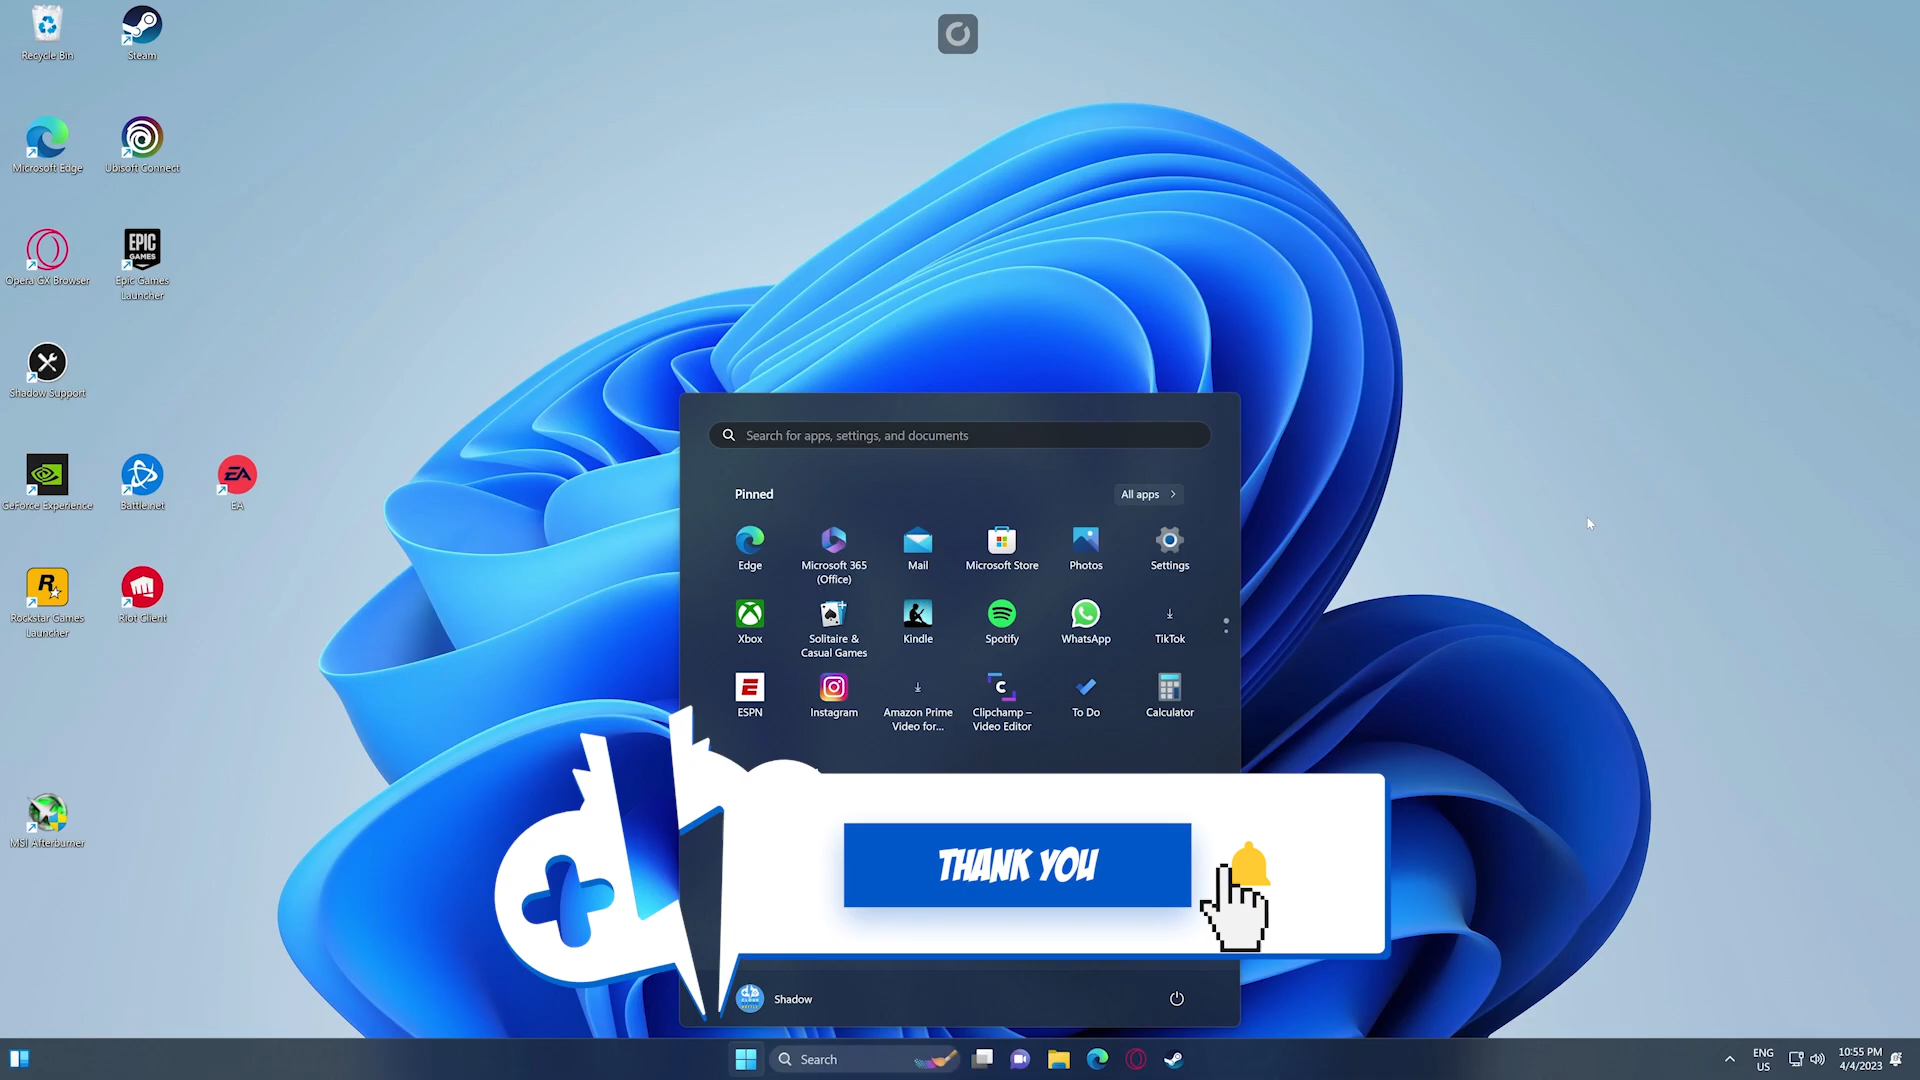 Recycle Bin
Steam
Microsoft Edge
Ubisoft Connect
Opera GX Browser
EPIC
GAMES
Epic Games
Launcher
Shadow Support
GeForce Experience
Battle.net
EA
EA
R
Rockstar Games
Launcher
Riot Client
MSI Afterburner
Search for apps, settings, and documents
Pinned
All apps
Edge
Microsoft 365
(Office)
Mail
Microsoft Store
Photos
Settings
Xbox
Solitaire &
Casual Games
Kindle
Spotify
WhatsApp
TikTok
ESPN
Instagram
Amazon Prime
Video for...
Clipchamp –
Video Editor
To Do
Calculator
THANK YOU
Shadow
Search
ENG
US
10:55 PM
4/4/2023